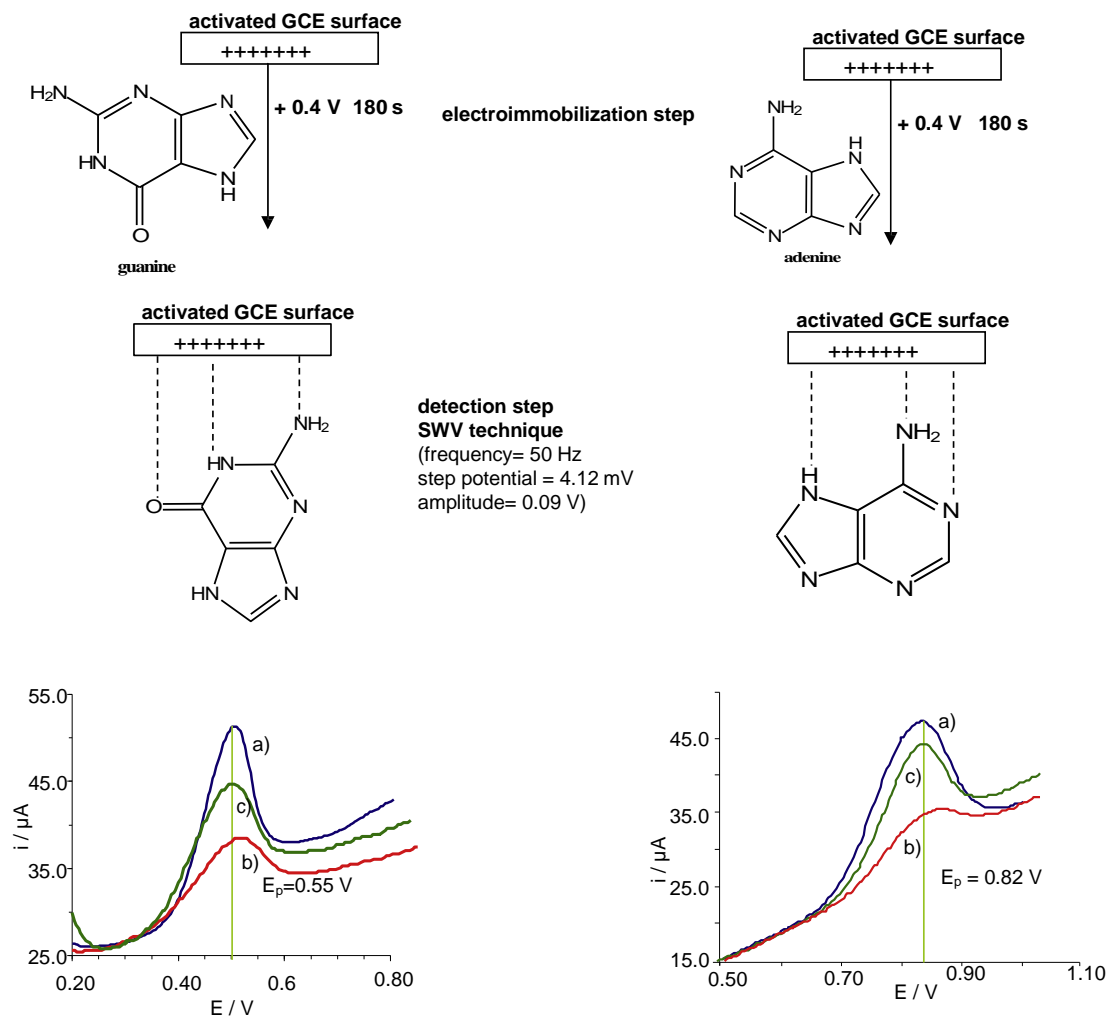 activated GCE surface
+++++++
H₂N
N
N
HN
N
H
O
+ 0.4 V 180 s
guanine
electroimmobilization step
activated GCE surface
+++++++
NH₂
N
H
N
N
N
+ 0.4 V 180 s
adenine
activated GCE surface
+++++++
NH₂
HN
O
N
HN
N
detection step
SWV technique
(frequency= 50 Hz
step potential = 4.12 mV
amplitude= 0.09 V)
activated GCE surface
+++++++
NH₂
H
N
N
N
N
55.0
45.0
35.0
25.0
i / µA
a)
c)
b)
Eₚ=0.55 V
0.20
0.40
0.60
0.80
E / V
45.0
35.0
25.0
15.0
i / µA
a)
c)
b)
Eₚ = 0.82 V
0.50
0.70
0.90
1.10
E / V